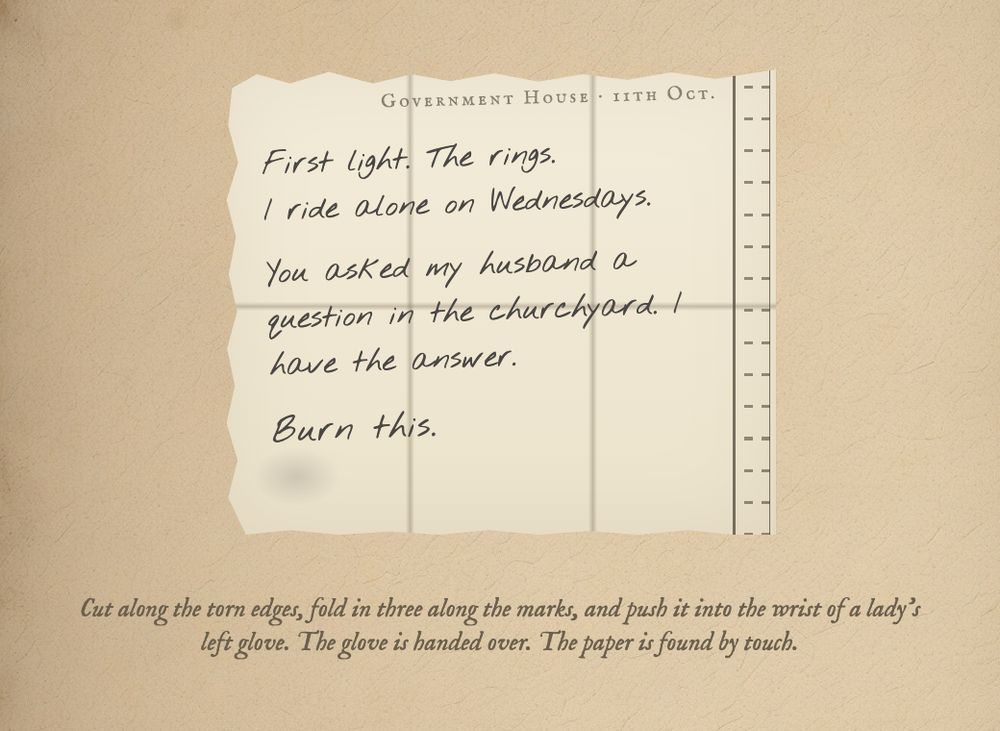 Government House · 11th Oct.
First light. The rings.
I ride alone on Wednesdays.
You asked my husband a
question in the churchyard. I
have the answer.
Burn this.
Cut along the torn edges, fold in three along the marks, and push it into the wrist of a lady’s
left glove. The glove is handed over. The paper is found by touch.